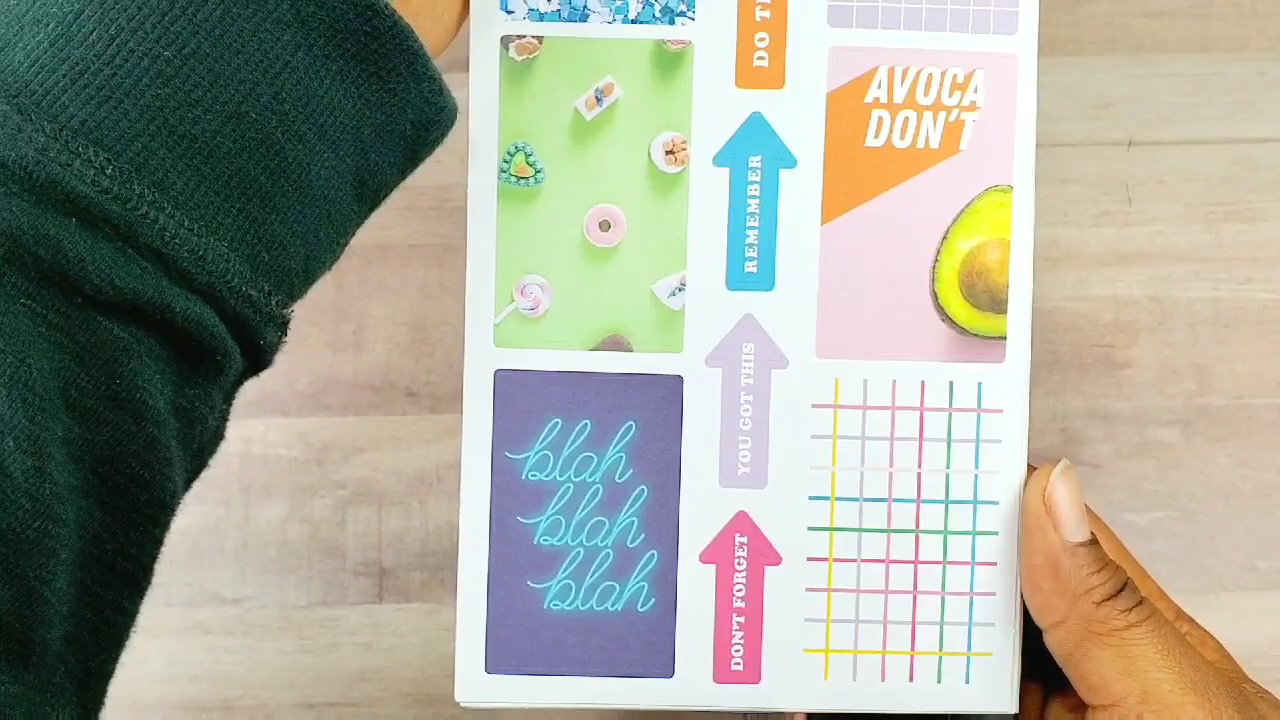 DO T
AVOCA
DON'T
REMEMBER
YOU GOT THIS
blah
blah
blah
DON'T FORGET